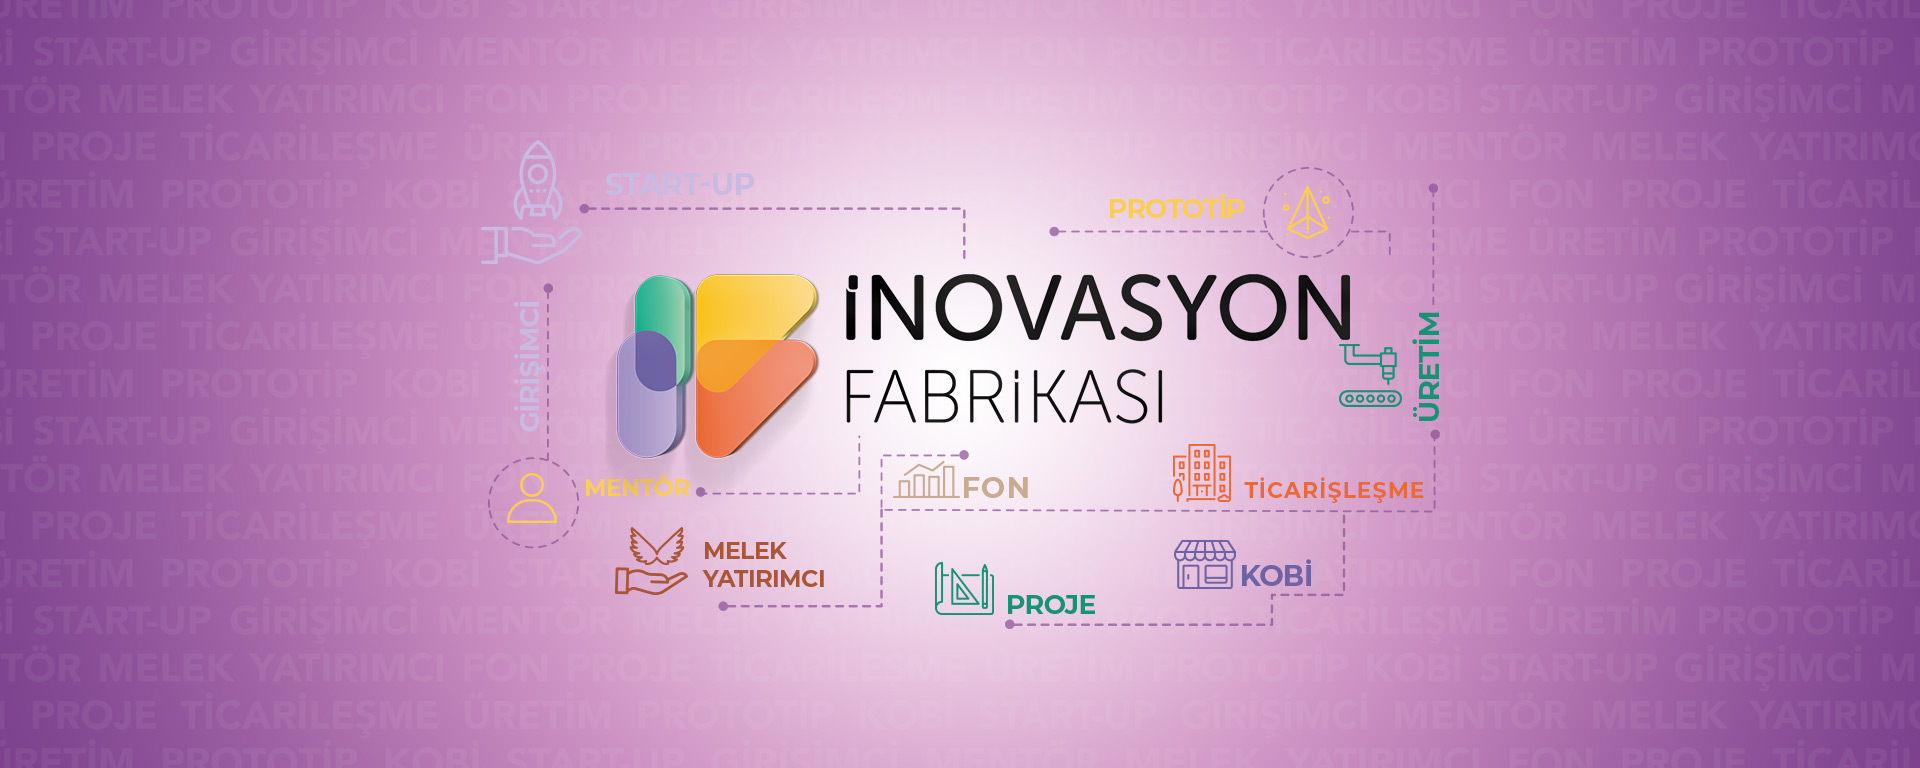 START-UP
PROTOTİP
GİRİŞİMCİ
İNOVASYON
FABRİKASI
ÜRETİM
MENTÖR
FON
TİCARİŞLEŞME
MELEK
YATIRIMCI
PROJE
KOBİ